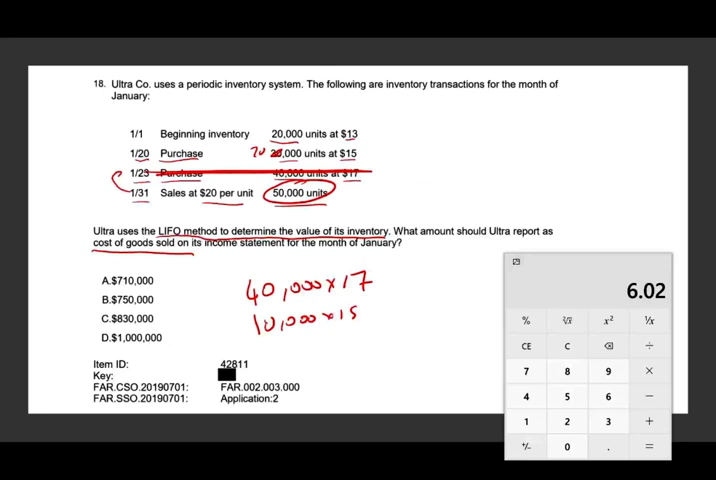 18. Ultra Co. uses a periodic inventory system. The following are inventory transactions for the month of
January:
1/1 Beginning inventory 20,000 units at $13
1/20 Purchase 20 20,000 units at $15
1/23 Purchase 40,000 units at $17
1/31 Sales at $20 per unit 50,000 units
Ultra uses the LIFO method to determine the value of its inventory. What amount should Ultra report as
cost of goods sold on its income statement for the month of January?
A.$710,000
B.$750,000
C.$830,000
D.$1,000,000
40,000 x 17
10,000 x 15
Item ID: 42811
Key:
FAR.CSO.20190701: FAR.002.003.000
FAR.SSO.20190701: Application:2
6.02
% ∛x x² ¹/x
CE C ⌫ ÷
7 8 9 ×
4 5 6 −
1 2 3 +
+/− 0 . =